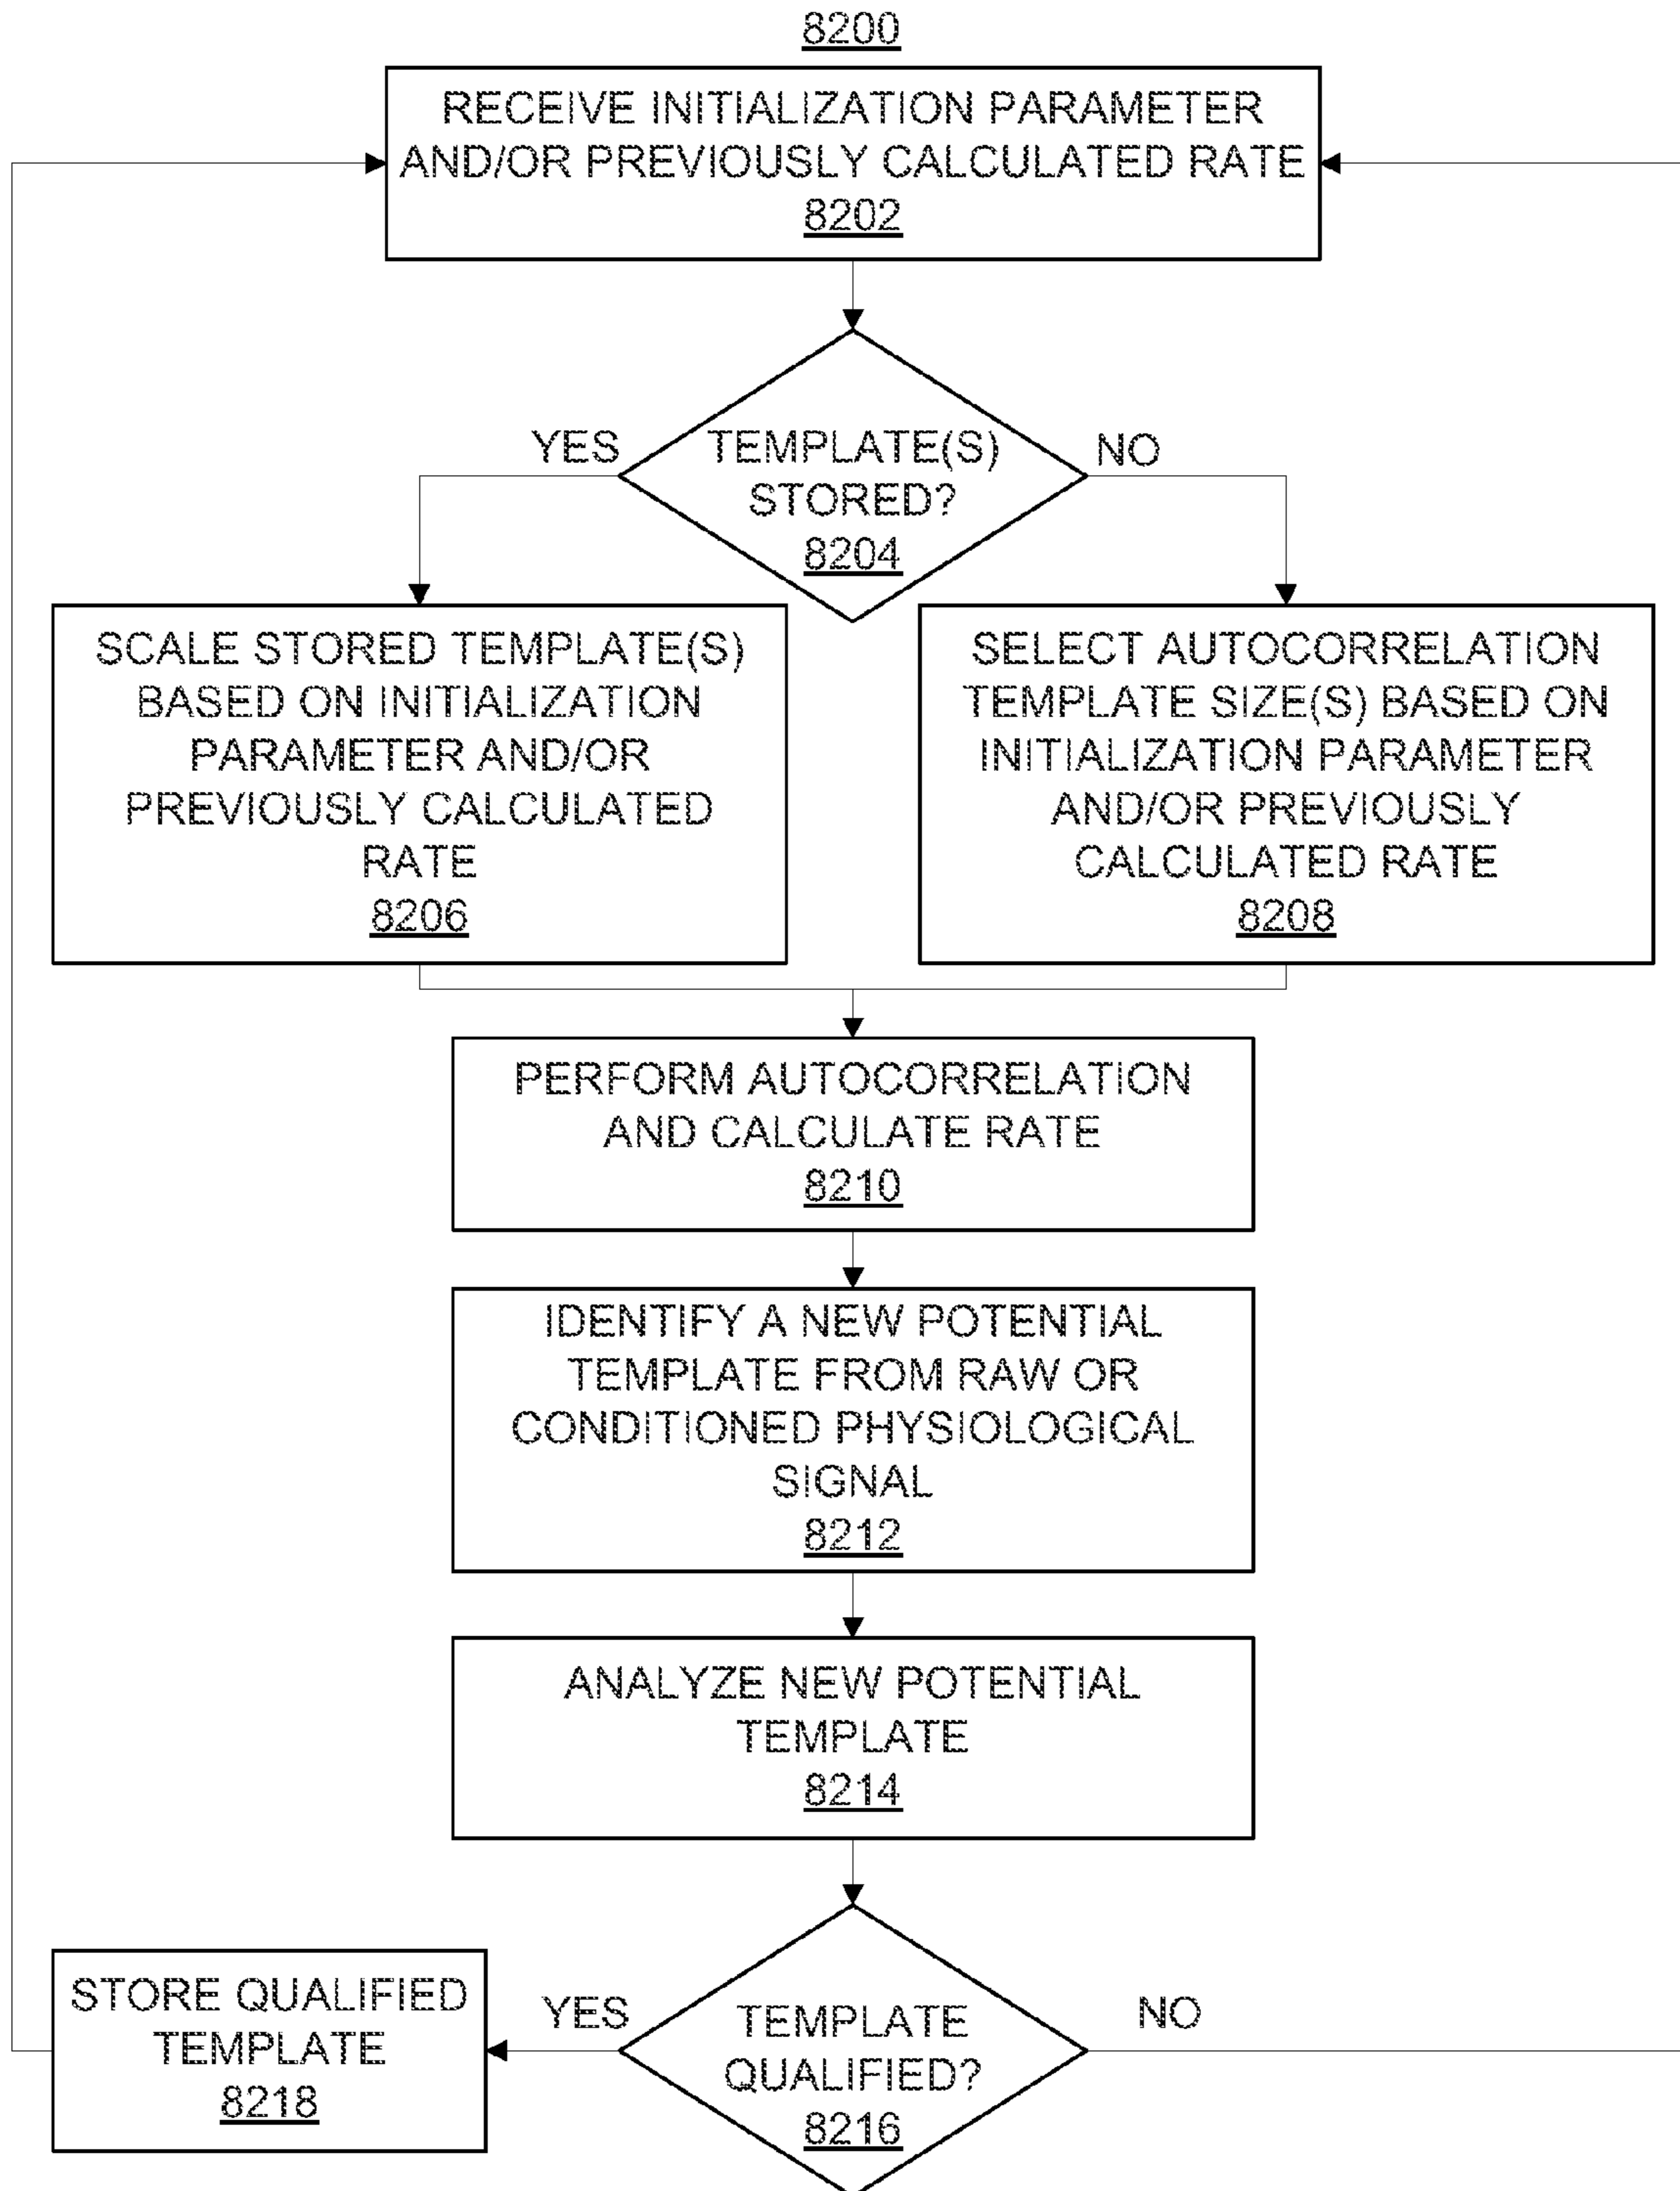 8200
RECEIVE INITIALIZATION PARAMETER
AND/OR PREVIOUSLY CALCULATED RATE
8202
YES
TEMPLATE(S)
STORED?
8204
NO
SCALE STORED TEMPLATE(S)
BASED ON INITIALIZATION
PARAMETER AND/OR
PREVIOUSLY CALCULATED
RATE
8206
SELECT AUTOCORRELATION
TEMPLATE SIZE(S) BASED ON
INITIALIZATION PARAMETER
AND/OR PREVIOUSLY
CALCULATED RATE
8208
PERFORM AUTOCORRELATION
AND CALCULATE RATE
8210
IDENTIFY A NEW POTENTIAL
TEMPLATE FROM RAW OR
CONDITIONED PHYSIOLOGICAL
SIGNAL
8212
ANALYZE NEW POTENTIAL
TEMPLATE
8214
STORE QUALIFIED
TEMPLATE
8218
YES
TEMPLATE
QUALIFIED?
8216
NO